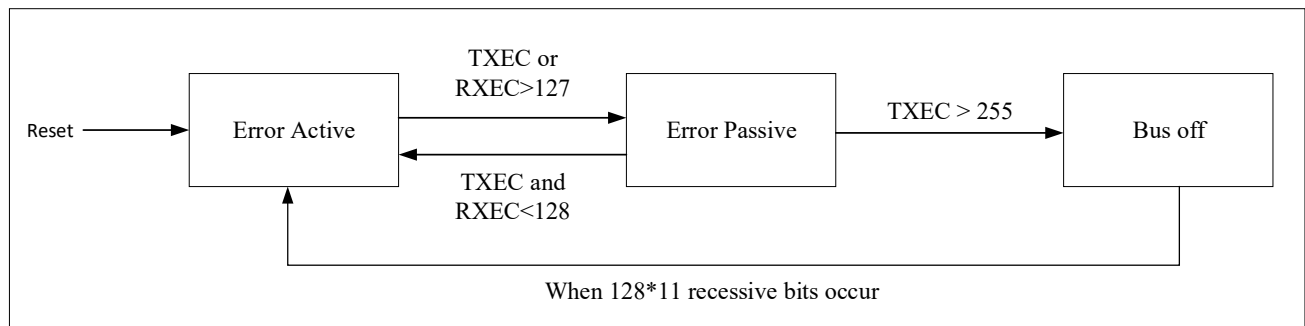 TXEC or
RXEC>127
Reset
Error Active
Error Passive
TXEC > 255
Bus off
TXEC and
RXEC<128
When 128*11 recessive bits occur